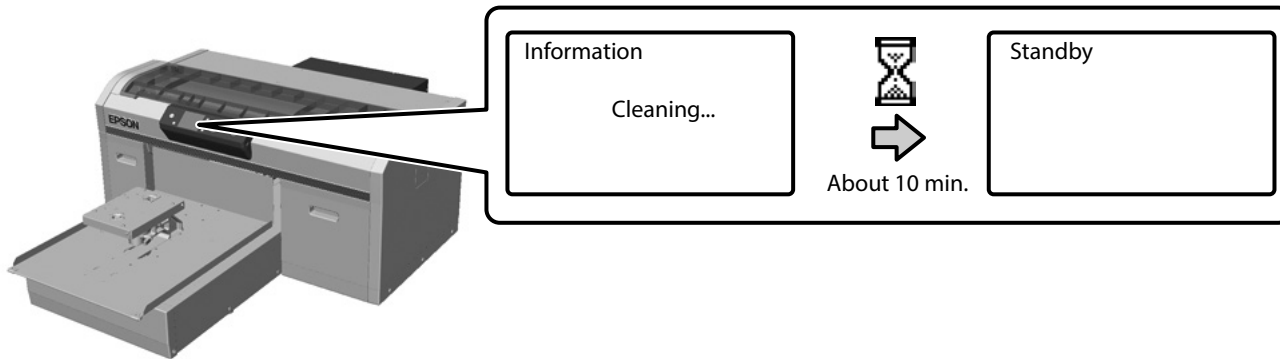 EPSON
Information
Cleaning...
About 10 min.
Standby